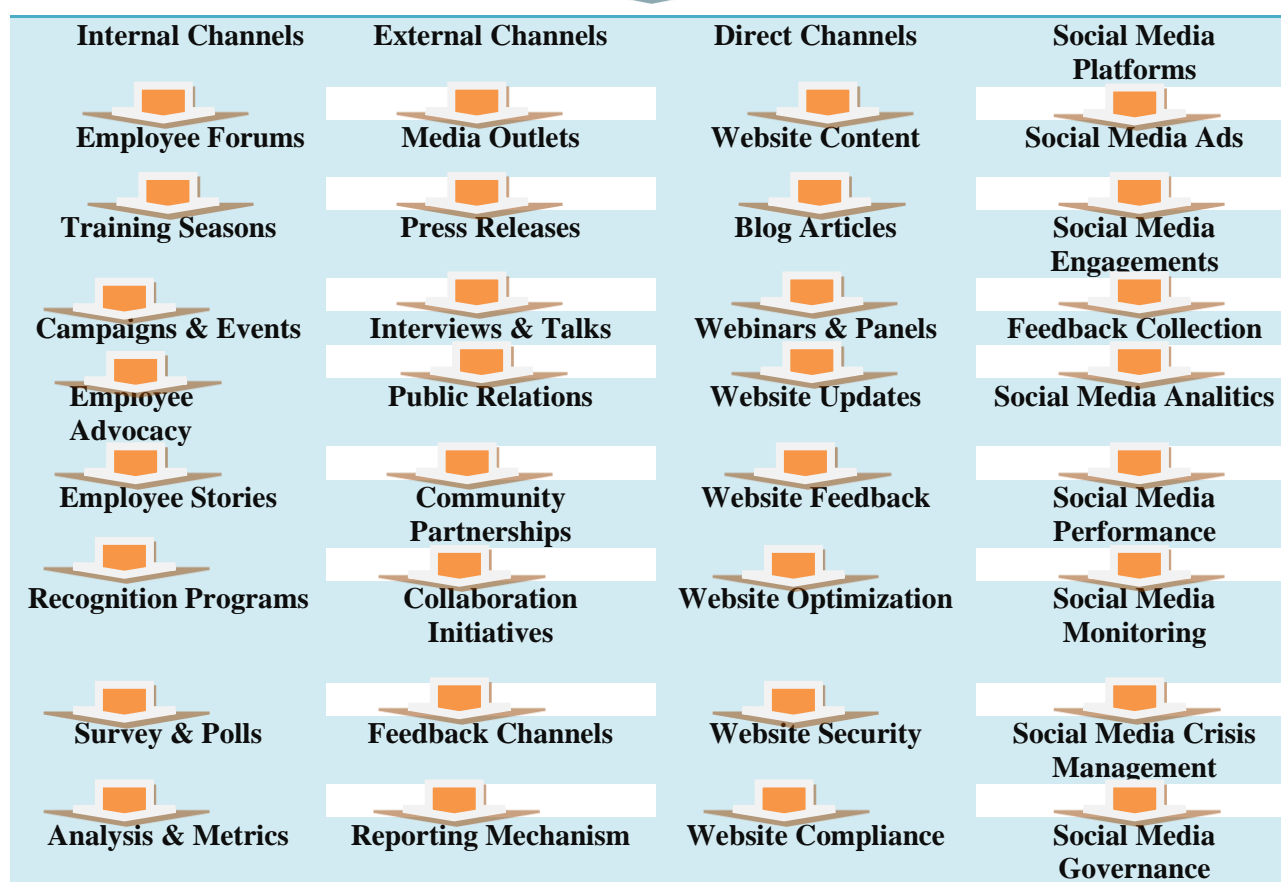 Internal Channels
External Channels
Direct Channels
Social Media
Platforms
Employee Forums
Media Outlets
Website Content
Social Media Ads
Training Seasons
Press Releases
Blog Articles
Social Media
Engagements
Campaigns & Events
Interviews & Talks
Webinars & Panels
Feedback Collection
Employee
Advocacy
Public Relations
Website Updates
Social Media Analitics
Employee Stories
Community
Partnerships
Website Feedback
Social Media
Performance
Recognition Programs
Collaboration
Initiatives
Website Optimization
Social Media
Monitoring
Survey & Polls
Feedback Channels
Website Security
Social Media Crisis
Management
Analysis & Metrics
Reporting Mechanism
Website Compliance
Social Media
Governance